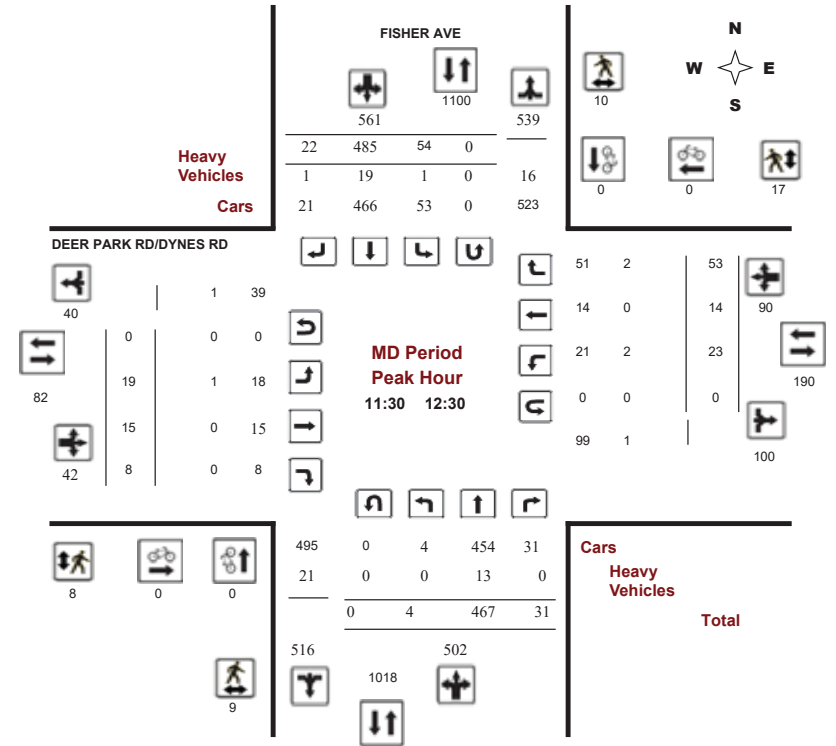 FISHER AVE
N
W E
S
1100
10
561 539
22 485 54 0
Heavy
Vehicles
1 19 1 0 16
0 0 17
Cars
21 466 53 0 523
DEER PARK RD/DYNES RD
51 2 53
1 39
40
14 0 14 90
0 0 0
MD Period
Peak Hour
21 2 23
19 1 18
190
82
11:30 12:30
0 0 0
15 0 15
99 1
100
42
8 0 8
495 0 4 454 31
Cars
21 0 0 13 0
Heavy
Vehicles
8 0 0
0 4 467 31
Total
516 502
1018
9